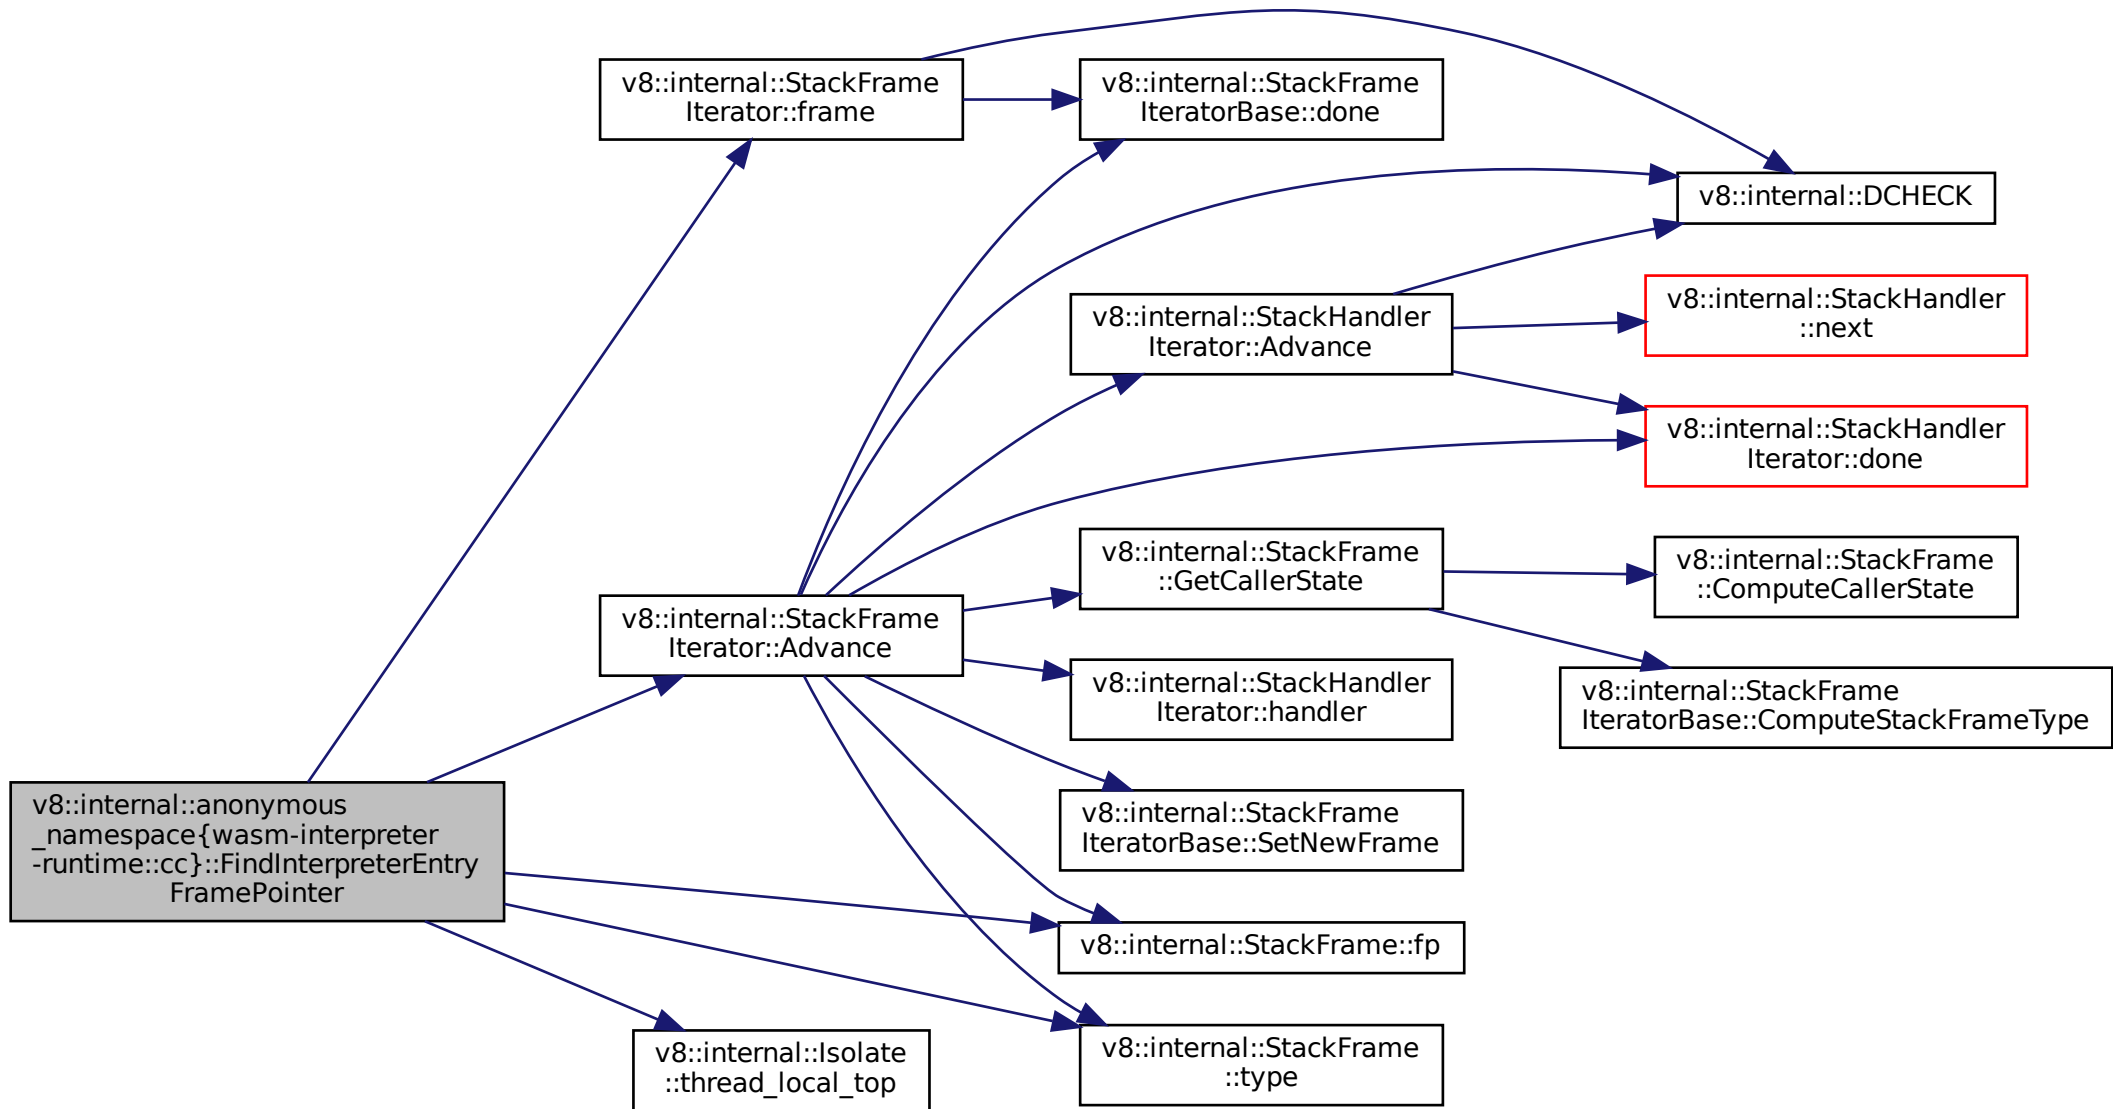 v8::internal::StackFrame
Iterator::frame
v8::internal::StackFrame
IteratorBase::done
v8::internal::DCHECK
v8::internal::StackHandler
Iterator::Advance
v8::internal::StackHandler
::next
v8::internal::StackHandler
Iterator::done
v8::internal::StackFrame
Iterator::Advance
v8::internal::StackFrame
::GetCallerState
v8::internal::StackFrame
::ComputeCallerState
v8::internal::StackHandler
Iterator::handler
v8::internal::StackFrame
IteratorBase::ComputeStackFrameType
v8::internal::anonymous
_namespace{wasm-interpreter
-runtime::cc}::FindInterpreterEntry
FramePointer
v8::internal::StackFrame
IteratorBase::SetNewFrame
v8::internal::StackFrame::fp
v8::internal::Isolate
::thread_local_top
v8::internal::StackFrame
::type